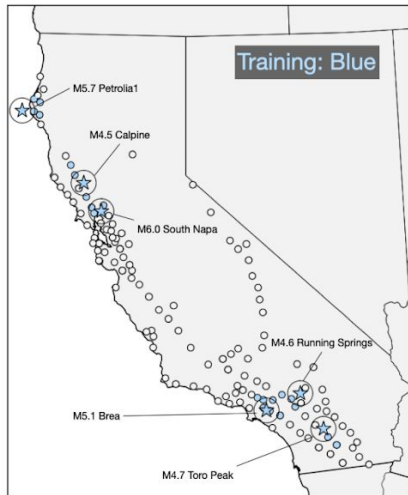 Training: Blue
M5.7 Petrolia1
M4.5 Calpine
M6.0 South Napa
M4.6 Running Springs
M5.1 Brea
M4.7 Toro Peak